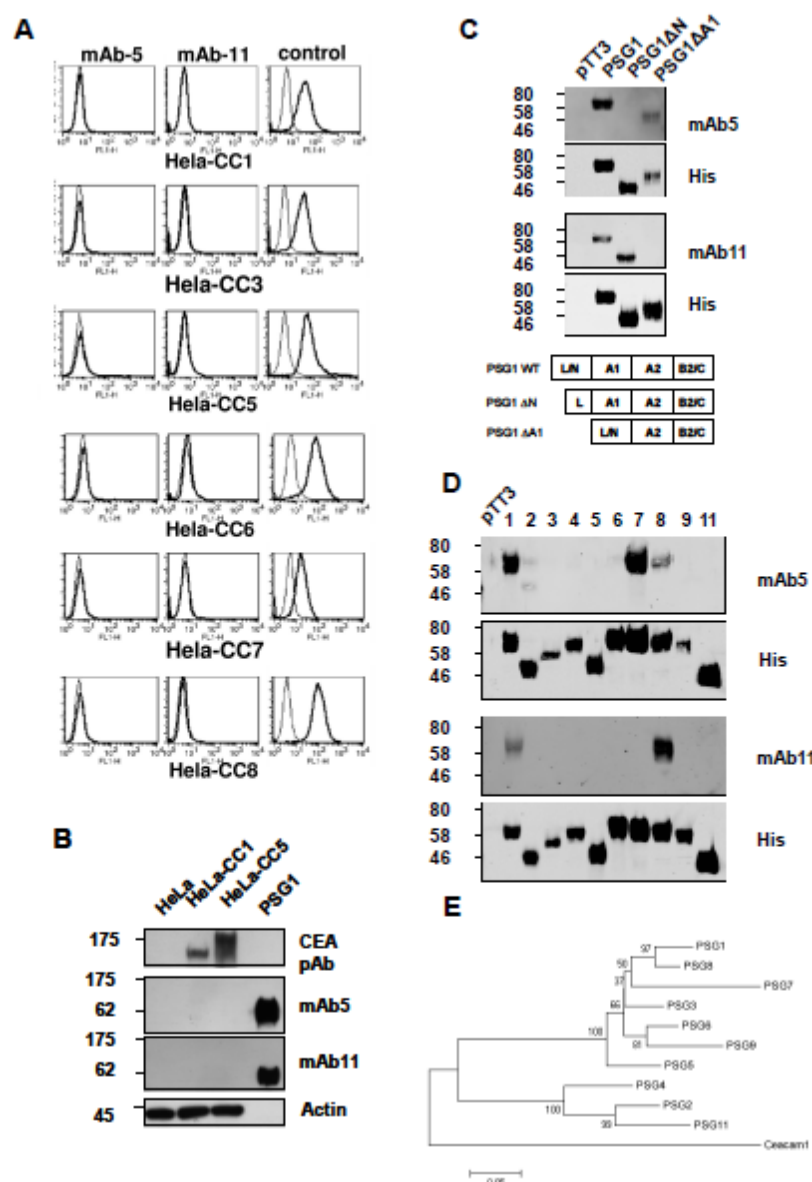 A
mAb-5 mAb-11 control
Hela-CC1
Hela-CC3
Hela-CC5
Hela-CC6
Hela-CC7
Hela-CC8
FL1-H
B
HeLa HeLa-CC1 HeLa-CC5 PSG1
175 CEA pAb
175
62 mAb5
175
62 mAb11
45 Actin
C
pTT3 PSG1 PSG1ΔN PSG1ΔA1
80
58
46 mAb5
80
58
46 His
80
58
46 mAb11
80
58
46 His
PSG1 WT L/N A1 A2 B2/C
PSG1 ΔN L A1 A2 B2/C
PSG1 ΔA1 L/N A2 B2/C
D
pTT3 1 2 3 4 5 6 7 8 9 11
80
58
46 mAb5
80
58
46 His
80
58
46 mAb11
80
58
46 His
E
97 PSG1
PSG8
50
37 PSG7
66 PSG3
PSG6
81 PSG9
100 PSG5
PSG4
100 PSG2
99 PSG11
Ceacam1